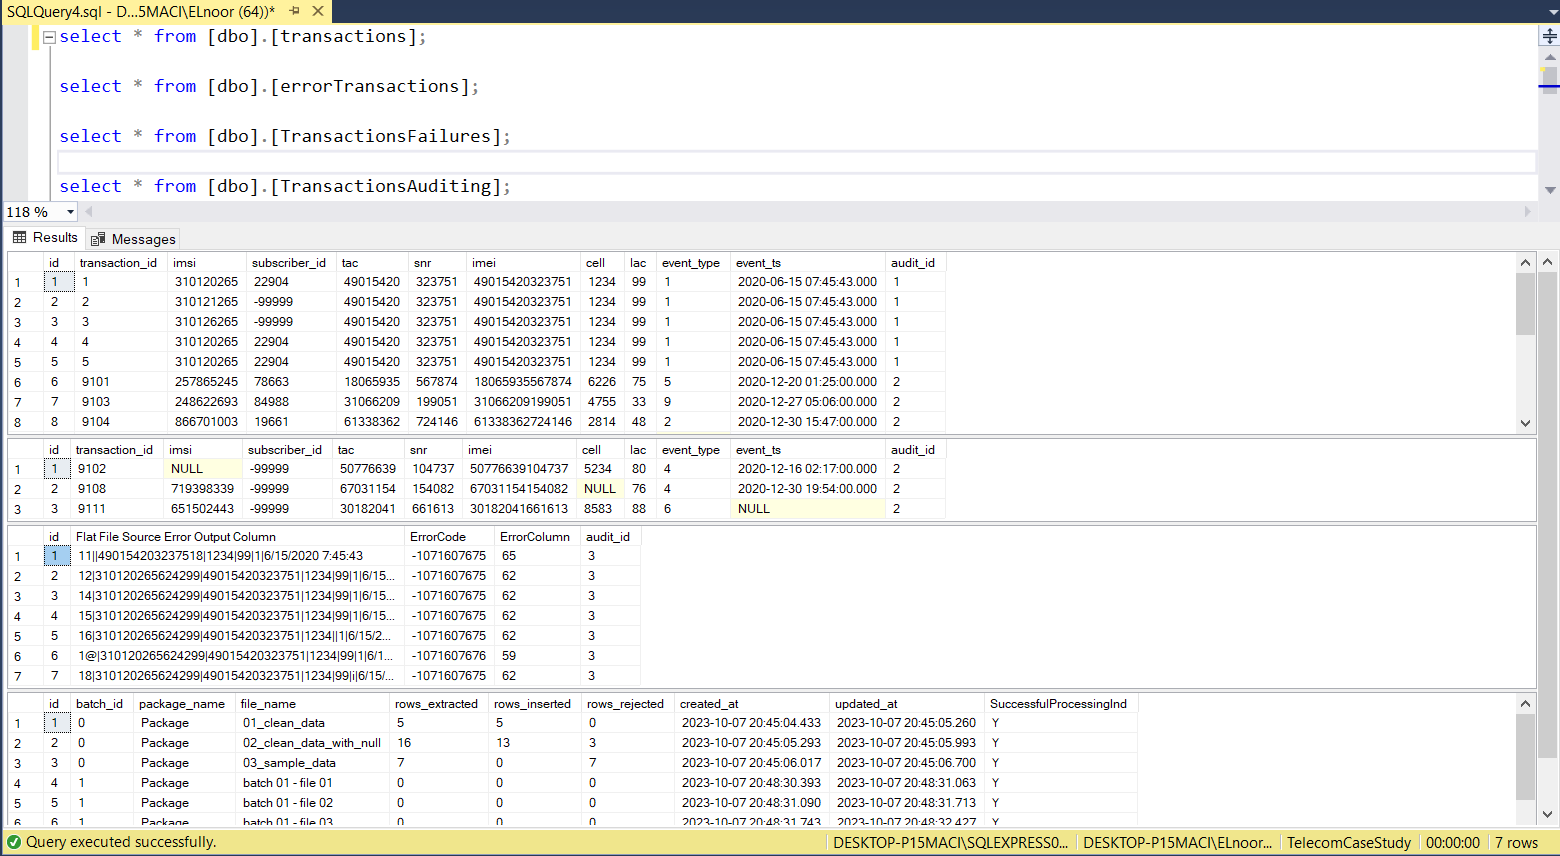 SQLQuery4.sql - D...5MACI\ELnoor (64))*
select * from [dbo].[transactions];
select * from [dbo].[errorTransactions];
select * from [dbo].[TransactionsFailures];
select * from [dbo].[TransactionsAuditing];
118 %
Results Messages
id transaction_id imsi subscriber_id tac snr imei cell lac event_type event_ts audit_id
1 1 1 310120265 22904 49015420 323751 49015420323751 1234 99 1 2020-06-15 07:45:43.000 1
2 2 2 310121265 -99999 49015420 323751 49015420323751 1234 99 1 2020-06-15 07:45:43.000 1
3 3 3 310126265 -99999 49015420 323751 49015420323751 1234 99 1 2020-06-15 07:45:43.000 1
4 4 4 310120265 22904 49015420 323751 49015420323751 1234 99 1 2020-06-15 07:45:43.000 1
5 5 5 310120265 22904 49015420 323751 49015420323751 1234 99 1 2020-06-15 07:45:43.000 1
6 6 9101 257865245 78663 18065935 567874 18065935567874 6226 75 5 2020-12-20 01:25:00.000 2
7 7 9103 248622693 84988 31066209 199051 31066209199051 4755 33 9 2020-12-27 05:06:00.000 2
8 8 9104 866701003 19661 61338362 724146 61338362724146 2814 48 2 2020-12-30 15:47:00.000 2
id transaction_id imsi subscriber_id tac snr imei cell lac event_type event_ts audit_id
1 1 9102 NULL -99999 50776639 104737 50776639104737 5234 80 4 2020-12-16 02:17:00.000 2
2 2 9108 719398339 -99999 67031154 154082 67031154154082 NULL 76 4 2020-12-30 19:54:00.000 2
3 3 9111 651502443 -99999 30182041 661613 30182041661613 8583 88 6 NULL 2
id Flat File Source Error Output Column ErrorCode ErrorColumn audit_id
1 1 11||490154203237518|1234|99|1|6/15/2020 7:45:43 -1071607675 65 3
2 2 12|310120265624299|49015420323751|1234|99|1|6/15... -1071607675 62 3
3 3 14|310120265624299|49015420323751|1234|99|1|6/15... -1071607675 62 3
4 4 15|310120265624299|49015420323751|1234|99|1|6/15... -1071607675 62 3
5 5 16|310120265624299|49015420323751|1234||1|6/15/2... -1071607675 62 3
6 6 1@|310120265624299|49015420323751|1234|99|1|6/1... -1071607676 59 3
7 7 18|310120265624299|49015420323751|1234|99|i|6/15/... -1071607675 62 3
id batch_id package_name file_name rows_extracted rows_inserted rows_rejected created_at updated_at SuccessfulProcessingInd
1 1 0 Package 01_clean_data 5 5 0 2023-10-07 20:45:04.433 2023-10-07 20:45:05.260 Y
2 2 0 Package 02_clean_data_with_null 16 13 3 2023-10-07 20:45:05.293 2023-10-07 20:45:05.993 Y
3 3 0 Package 03_sample_data 7 0 7 2023-10-07 20:45:06.017 2023-10-07 20:45:06.700 Y
4 4 1 Package batch 01 - file 01 0 0 0 2023-10-07 20:48:30.393 2023-10-07 20:48:31.063 Y
5 5 1 Package batch 01 - file 02 0 0 0 2023-10-07 20:48:31.090 2023-10-07 20:48:31.713 Y
6 6 1 Package batch 01 - file 03 0 0 0 2023-10-07 20:48:31.743 2023-10-07 20:48:32.427 Y
Query executed successfully. DESKTOP-P15MACI\SQLEXPRESS0... DESKTOP-P15MACI\ELnoor... TelecomCaseStudy 00:00:00 7 rows